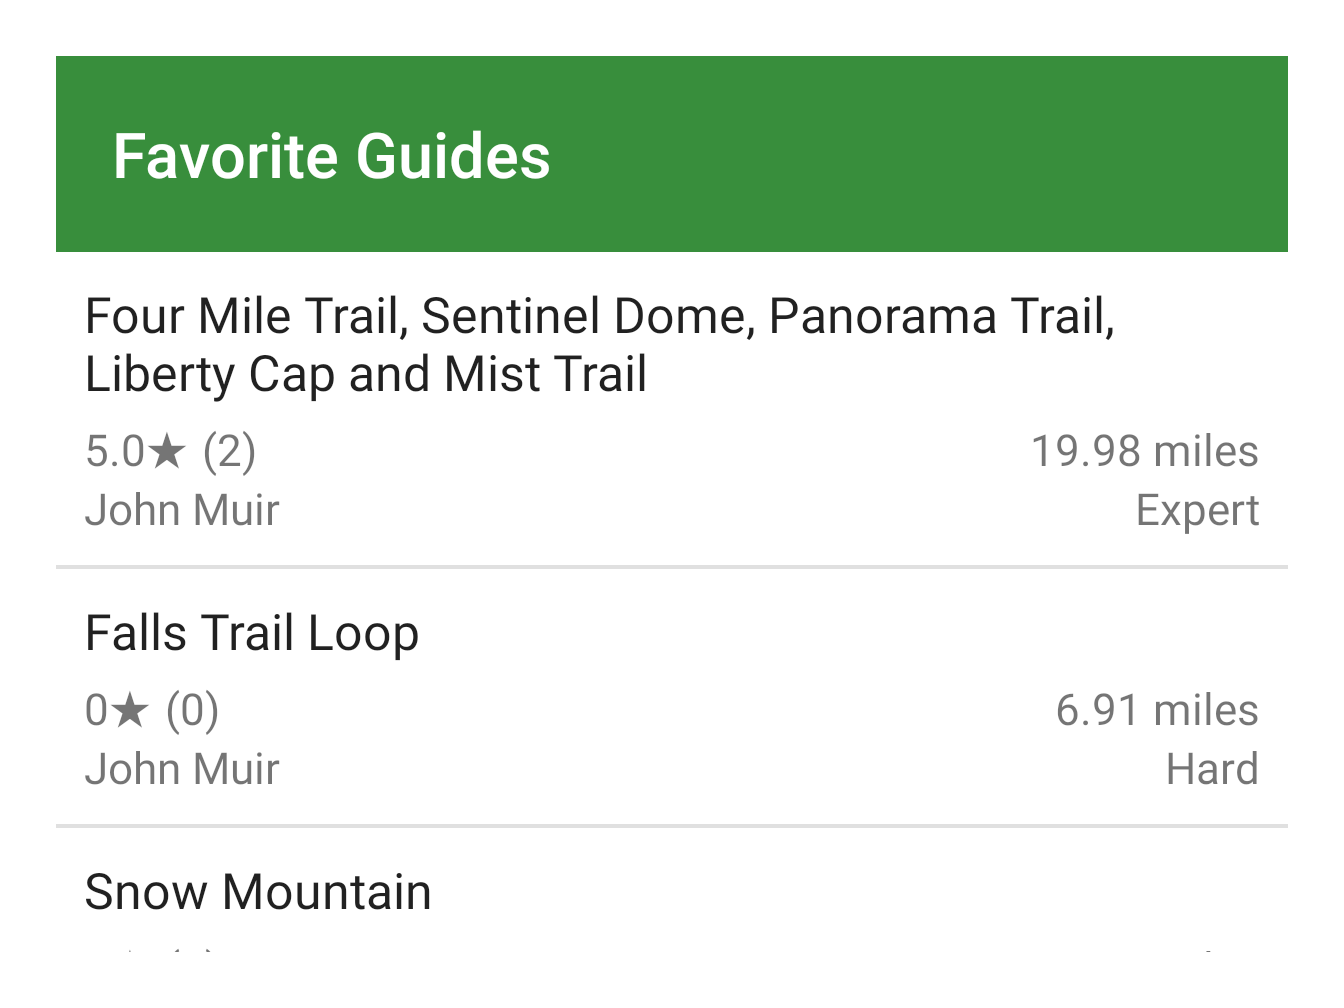 Favorite Guides
Four Mile Trail, Sentinel Dome, Panorama Trail,
Liberty Cap and Mist Trail
5.0★ (2)
19.98 miles
John Muir
Expert
Falls Trail Loop
0★ (0)
6.91 miles
John Muir
Hard
Snow Mountain